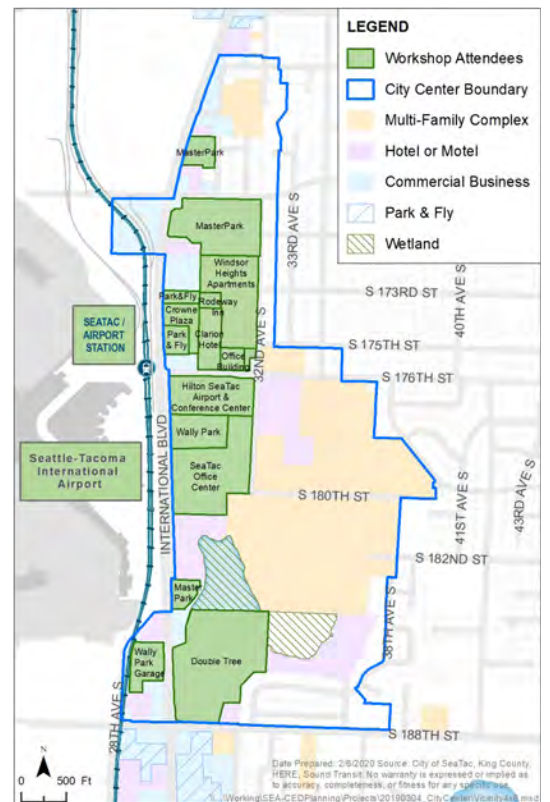 LEGEND
Workshop Attendees
City Center Boundary
Multi-Family Complex
Hotel or Motel
Commercial Business
Park & Fly
Wetland
MasterPark
MasterPark
Windsor
Heights
Apartments
33RD AVE S
S 173RD ST
40TH AVE S
Park&Fly
Rodeway
Inn
Crowne
Plaza
Park
& Fly
Clarion
Hotel
Office
Building
32ND AVE S
SEATAC /
AIRPORT
STATION
S 175TH ST
S 176TH ST
Hilton SeaTac
Airport &
Conference Center
Wally Park
SeaTac
Office
Center
Seattle-Tacoma
International
Airport
INTERNATIONAL BLVD
S 180TH ST
41ST AVE S
43RD AVE S
S 182ND ST
Master
Park
38TH AVE S
Wally
Park
Garage
Double Tree
28TH AVE S
S 188TH ST
N
0 500 Ft
Date Prepared: 2/6/2020 Source: City of SeaTac, King County,
HERE, Sound Transit. No warranty is expressed or implied as
to accuracy, completeness, or fitness for any specific use.